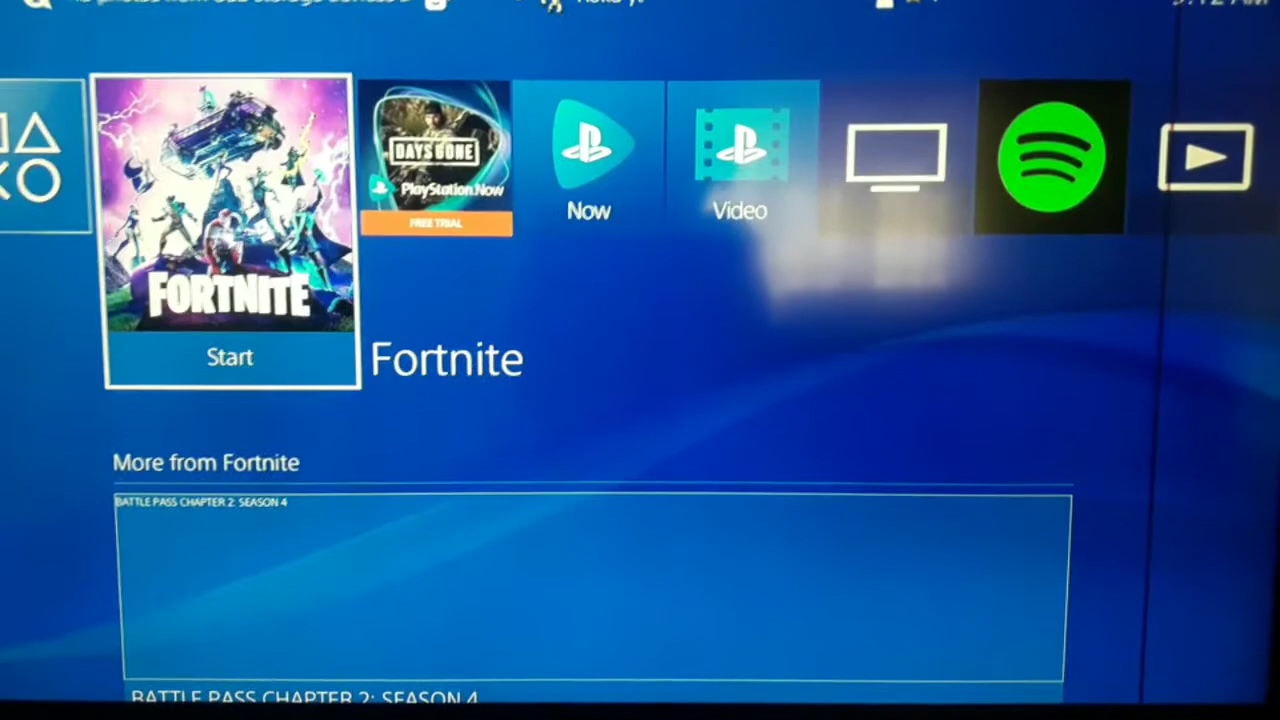 DAYS GONE
PlayStation Now
FREE TRIAL
Now
Video
FORTNITE
Start
Fortnite
More from Fortnite
BATTLE PASS CHAPTER 2: SEASON 4
BATTLE PASS CHAPTER 2: SEASON 4